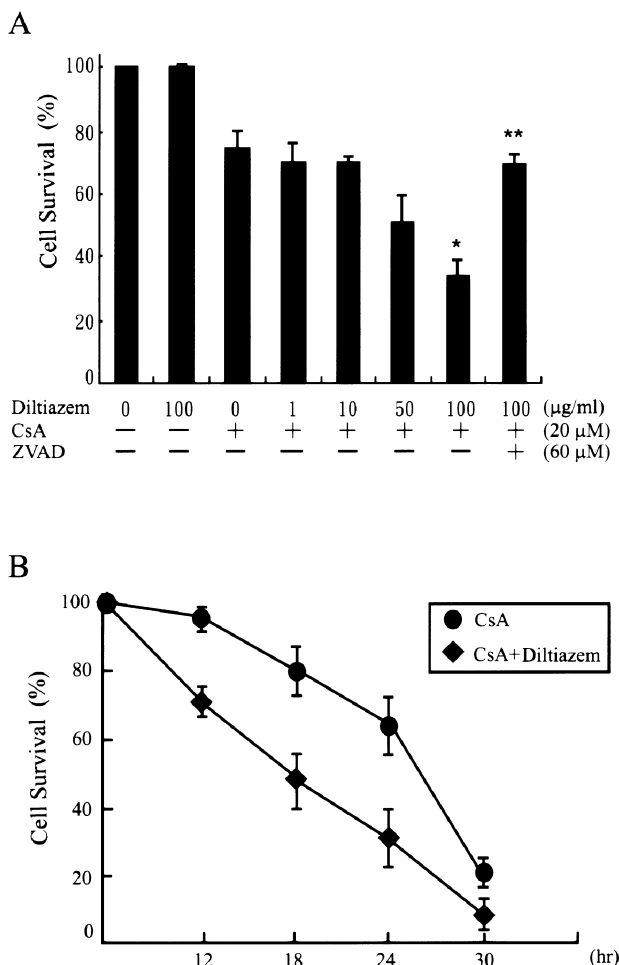 A
Cell Survival (%)
100
80
60
40
20
0
*
**
Diltiazem 0 100 0 1 10 50 100 100 (μg/ml)
CsA — — + + + + + + (20 μM)
ZVAD — — — — — — — + (60 μM)
B
Cell Survival (%)
100
80
60
40
20
0
CsA
CsA+Diltiazem
12 18 24 30 (hr)